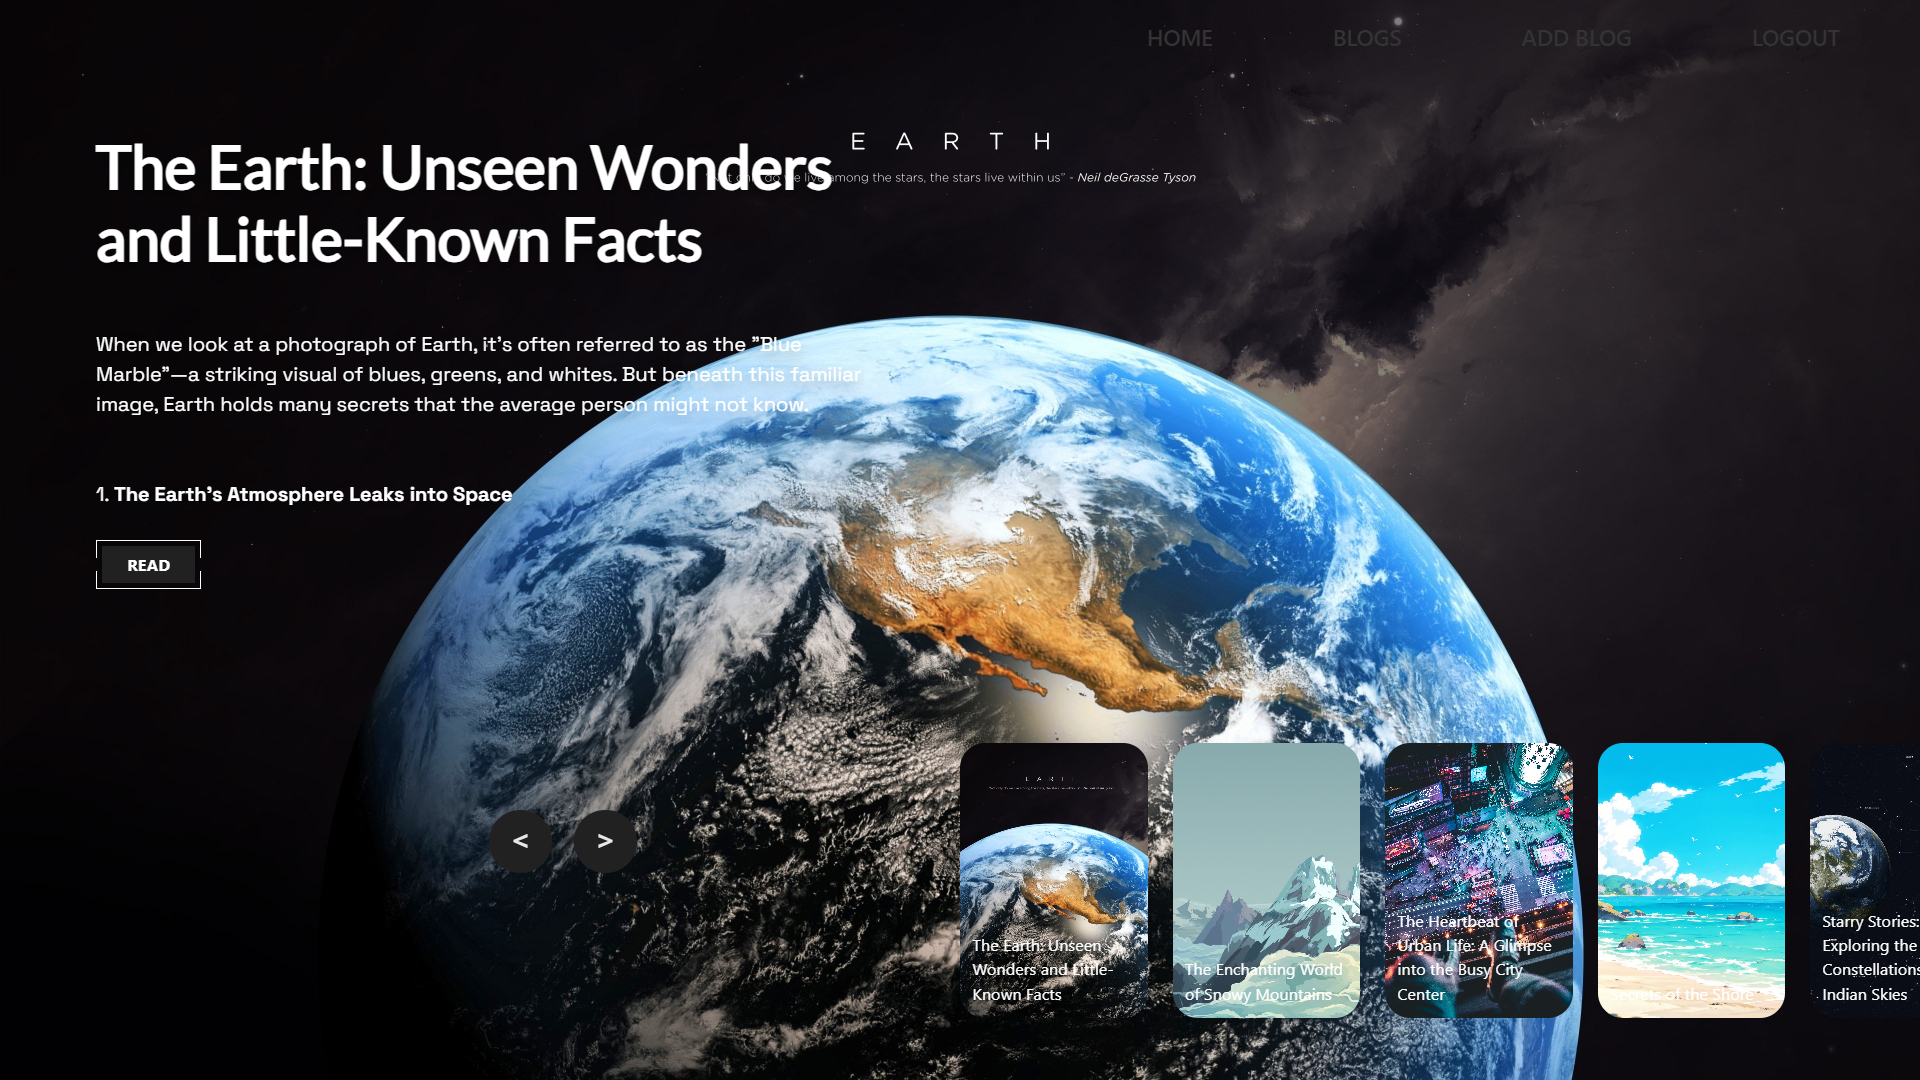 HOME BLOGS ADD BLOG LOGOUT
E A R T H
The Earth: Unseen Wonders
and Little-Known Facts
do we live among the stars, the stars live within us" - Neil deGrasse Tyson
When we look at a photograph of Earth, it's often referred to as the "Blue
Marble"—a striking visual of blues, greens, and whites. But beneath this familiar
image, Earth holds many secrets that the average person might not know.
1. The Earth's Atmosphere Leaks into Space
READ
< >
The Earth: Unseen
Wonders and Little-
Known Facts
The Enchanting World
of Snowy Mountains
The Heartbeat of
Urban Life: A Glimpse
into the Busy City
Center
Secrets of the Shore
Starry Stories:
Exploring the
Constellations
Indian Skies